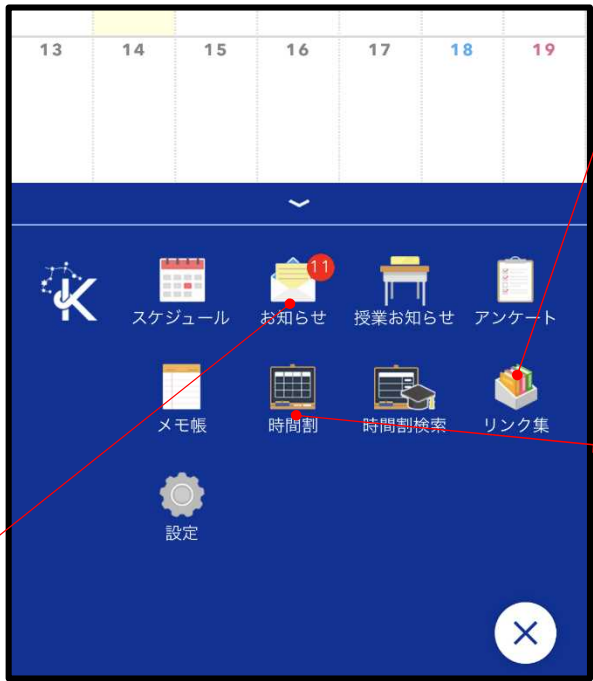 13 14 15 16 17 18 19
11
スケジュール お知らせ 授業お知らせ アンケート
メモ帳 時間割 時間割検索 リンク集
設定